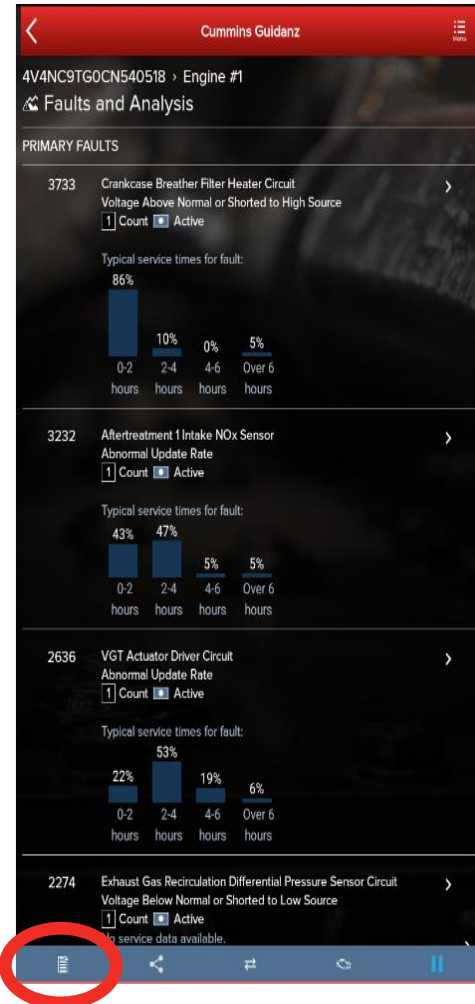 Cummins Guidanz
Menu
4V4NC9TG0CN540518 > Engine #1
Faults and Analysis
PRIMARY FAULTS
3733 Crankcase Breather Filter Heater Circuit
Voltage Above Normal or Shorted to High Source
1 Count Active
Typical service times for fault:
86% 10% 0% 5%
0-2 2-4 4-6 Over 6
hours hours hours hours
3232 Aftertreatment 1 Intake NOx Sensor
Abnormal Update Rate
1 Count Active
Typical service times for fault:
43% 47% 5% 5%
0-2 2-4 4-6 Over 6
hours hours hours hours
2636 VGT Actuator Driver Circuit
Abnormal Update Rate
1 Count Active
Typical service times for fault:
22% 53% 19% 6%
0-2 2-4 4-6 Over 6
hours hours hours hours
2274 Exhaust Gas Recirculation Differential Pressure Sensor Circuit
Voltage Below Normal or Shorted to Low Source
1 Count Active
No service data available.